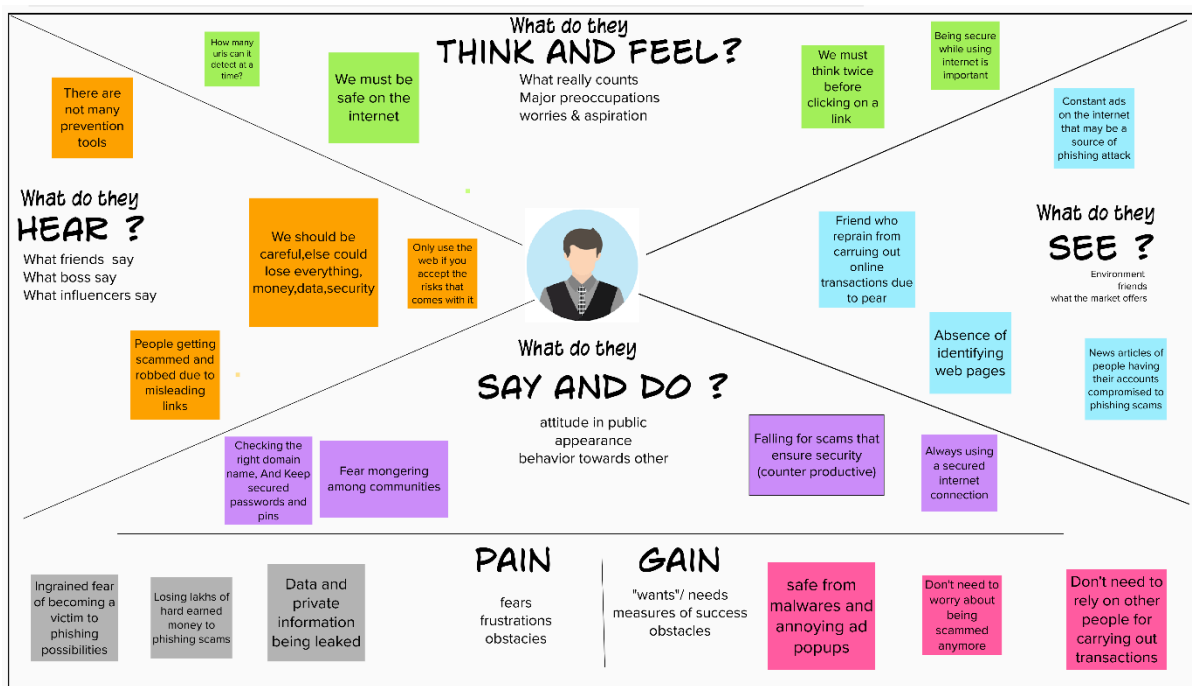 What do they
THINK AND FEEL?
What really counts
Major preoccupations
worries & aspiration
How many
uris can it
detect at a
time?
We must be
safe on the
internet
We must
think twice
before
clicking on a
link
Being secure
while using
internet is
important
There are
not many
prevention
tools
What do they
HEAR ?
What friends say
What boss say
What influencers say
We should be
careful,else could
lose everything,
money,data,security
Only use the
web if you
accept the
risks that
comes with it
People getting
scammed and
robbed due to
misleading
links
Constant ads
on the internet
that may be a
source of
phishing attack
What do they
SEE ?
Environment
friends
what the market offers
Friend who
reprain from
carruing out
online
transactions due
to pear
Absence of
identifying
web pages
News articles of
people having
their accounts
compromised to
phishing scams
What do they
SAY AND DO ?
attitude in public
appearance
behavior towards other
Checking the
right domain
name, And Keep
secured
passwords and
pins
Fear mongering
among communities
Falling for scams that
ensure security
(counter productive)
Always using
a secured
internet
connection
PAIN
fears
frustrations
obstacles
Ingrained fear
of becoming a
victim to
phishing
possibilities
Losing lakhs of
hard earned
money to
phishing scams
Data and
private
information
being leaked
GAIN
"wants"/ needs
measures of success
obstacles
safe from
malwares and
annoying ad
popups
Don't need to
worry about
being
scammed
anymore
Don't need to
rely on other
people for
carrying out
transactions